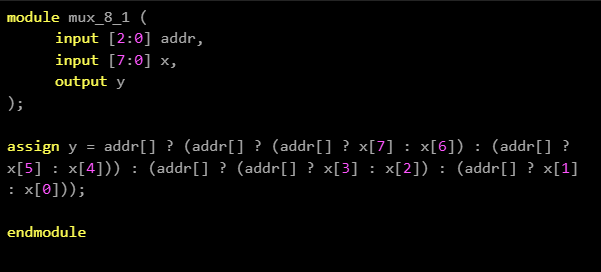 module mux_8_1 (
input [2:0] addr,
input [7:0] x,
output y
);
assign y = addr[] ? (addr[] ? (addr[] ? x[7] : x[6]) : (addr[] ?
x[5] : x[4])) : (addr[] ? (addr[] ? x[3] : x[2]) : (addr[] ? x[1]
: x[0]));
endmodule